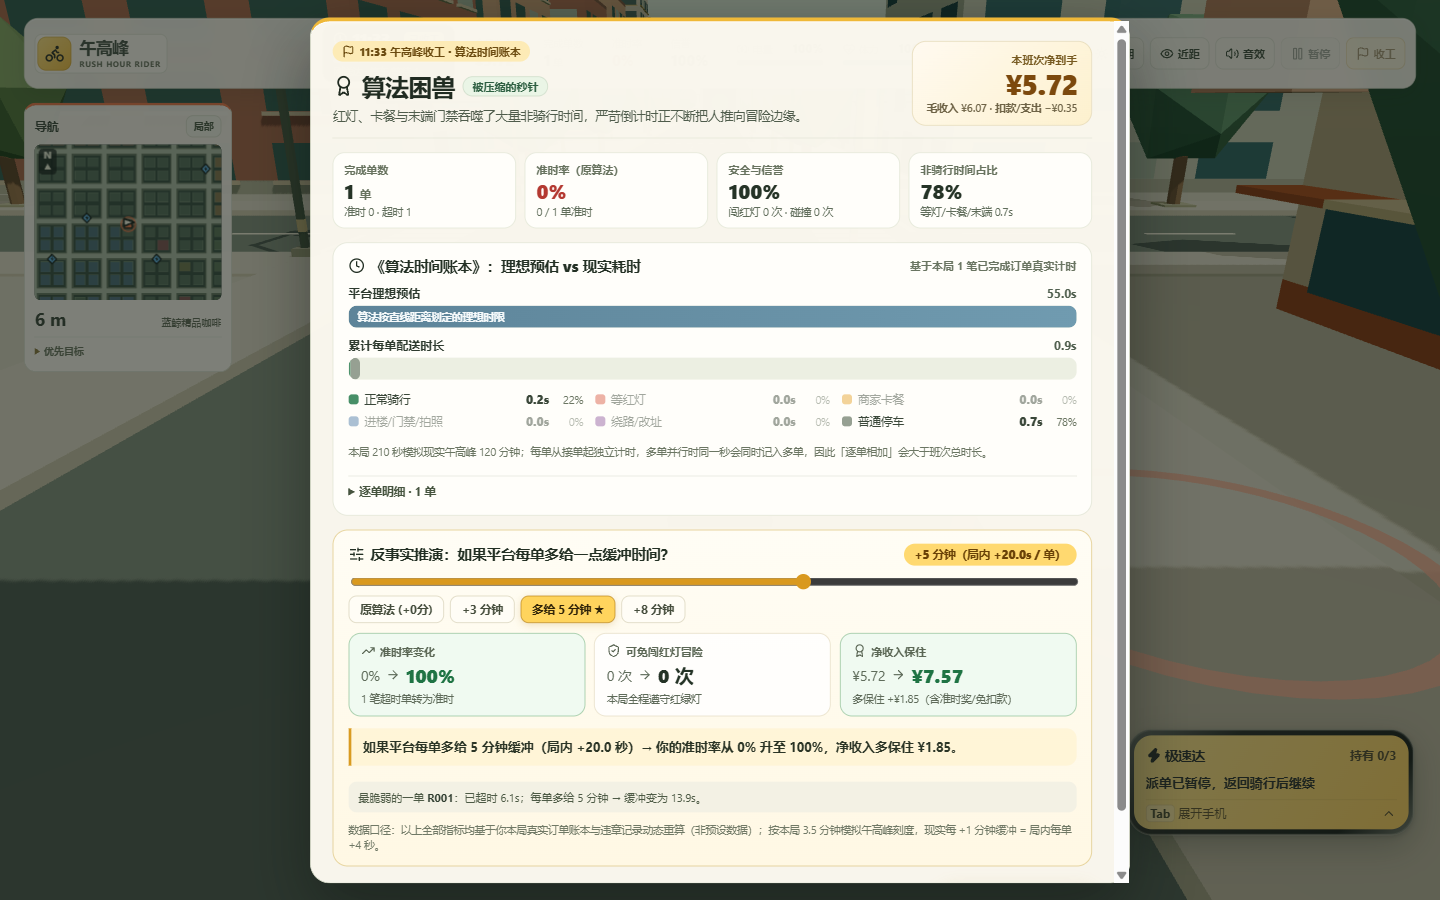 午高峰
RUSH HOUR RIDER
近距
音效
暂停
收工
导航
局部
N
6 m
蓝鲸精品咖啡
优先目标
11:33 午高峰收工 · 算法时间账本
算法困兽
被压缩的秒针
红灯、卡餐与末端门禁吞噬了大量非骑行时间，严苛倒计时正不断把人推向冒险边缘。
本班次净到手
¥5.72
毛收入 ¥6.07 · 扣款/支出 −¥0.35
完成单数
1 单
准时 0 · 超时 1
准时率（原算法）
0%
0 / 1 单准时
安全与信誉
100%
闯红灯 0 次 · 碰撞 0 次
非骑行时间占比
78%
等灯/卡餐/末端 0.7s
《算法时间账本》：理想预估 vs 现实耗时
基于本局 1 笔已完成订单真实计时
平台理想预估 55.0s
算法按直线距离划定的理想时限
累计每单配送时长 0.9s
正常骑行 0.2s 22%
等红灯 0.0s 0%
商家卡餐 0.0s 0%
进楼/门禁/拍照 0.0s 0%
绕路/改址 0.0s 0%
普通停车 0.7s 78%
本局 210 秒模拟现实午高峰 120 分钟；每单从接单起独立计时，多单并行时同一秒会同时记入多单，因此「逐单相加」会大于班次总时长。
逐单明细 · 1 单
反事实推演：如果平台每单多给一点缓冲时间？
+5 分钟（局内 +20.0s / 单）
原算法 (+0分)
+3 分钟
多给 5 分钟 ★
+8 分钟
准时率变化
0% → 100%
1 笔超时单转为准时
可免闯红灯冒险
0 次 → 0 次
本局全程遵守红绿灯
净收入保住
¥5.72 → ¥7.57
多保住 +¥1.85（含准时奖/免扣款）
如果平台每单多给 5 分钟缓冲（局内 +20.0 秒）→ 你的准时率从 0% 升至 100%，净收入多保住 ¥1.85。
最脆弱的一单 R001：已超时 6.1s；每单多给 5 分钟 → 缓冲变为 13.9s。
数据口径：以上全部指标均基于你本局真实订单账本与违章记录动态重算（非预设数据）；按本局 3.5 分钟模拟午高峰刻度，现实每 +1 分钟缓冲 = 局内每单
+4 秒。
极速达
持有 0/3
派单已暂停，返回骑行后继续
Tab 展开手机